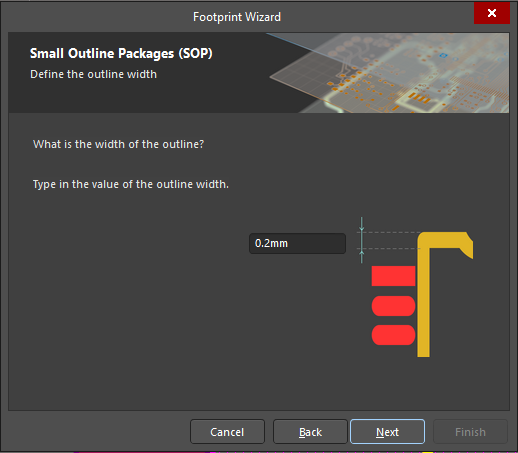 Footprint Wizard
Small Outline Packages (SOP)
Define the outline width
What is the width of the outline?
Type in the value of the outline width.
0.2mm
Cancel
Back
Next
Finish